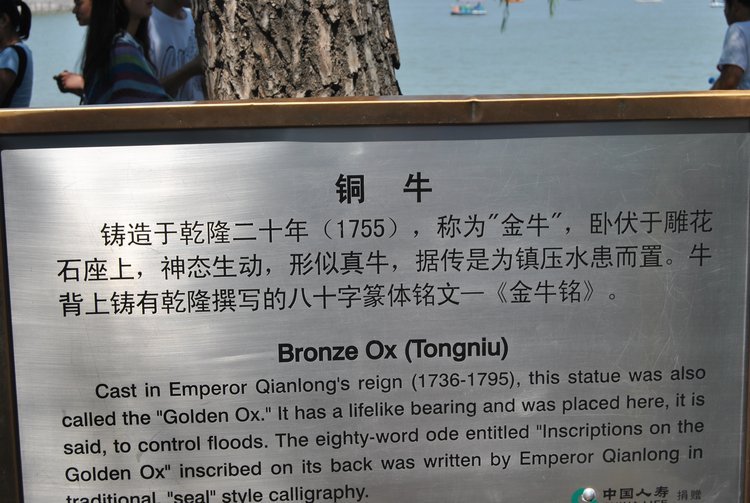 铜 牛
铸造于乾隆二十年（1755），称为"金牛"，卧伏于雕花
石座上，神态生动，形似真牛，据传是为镇压水患而置。牛
背上铸有乾隆撰写的八十字篆体铭文—《金牛铭》。
Bronze Ox (Tongniu)
Cast in Emperor Qianlong's reign (1736-1795), this statue was also
called the "Golden Ox." It has a lifelike bearing and was placed here, it is
said, to control floods. The eighty-word ode entitled "Inscriptions on the
Golden Ox" inscribed on its back was written by Emperor Qianlong in
traditional "seal" style calligraphy.
中国人寿 捐赠